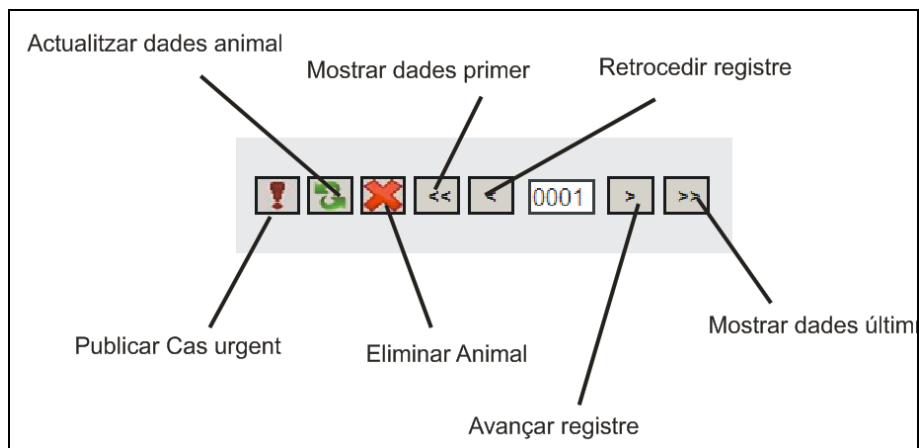 Actualitzar dades animal
Mostrar dades primer
Retrocedir registre
<<
<
0001
>
>>
Publicar Cas urgent
Eliminar Animal
Mostrar dades últim
Avançar registre